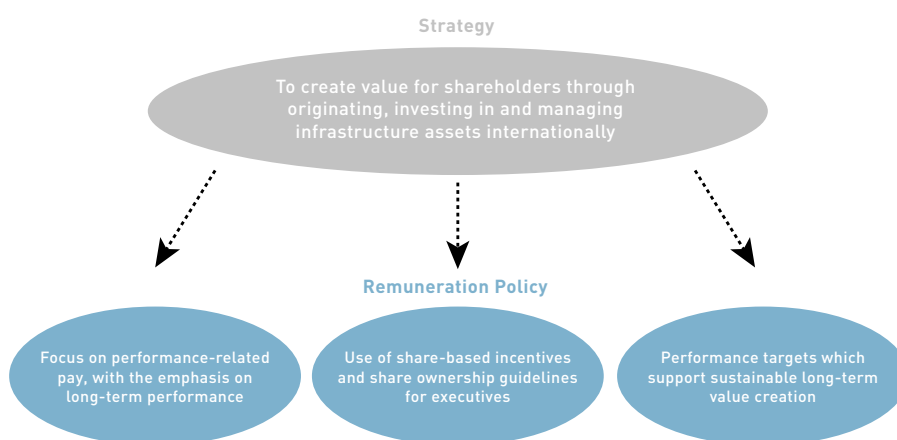 Strategy
To create value for shareholders through
originating, investing in and managing
infrastructure assets internationally
Remuneration Policy
Focus on performance-related
pay, with the emphasis on
long-term performance
Use of share-based incentives
and share ownership guidelines
for executives
Performance targets which
support sustainable long-term
value creation